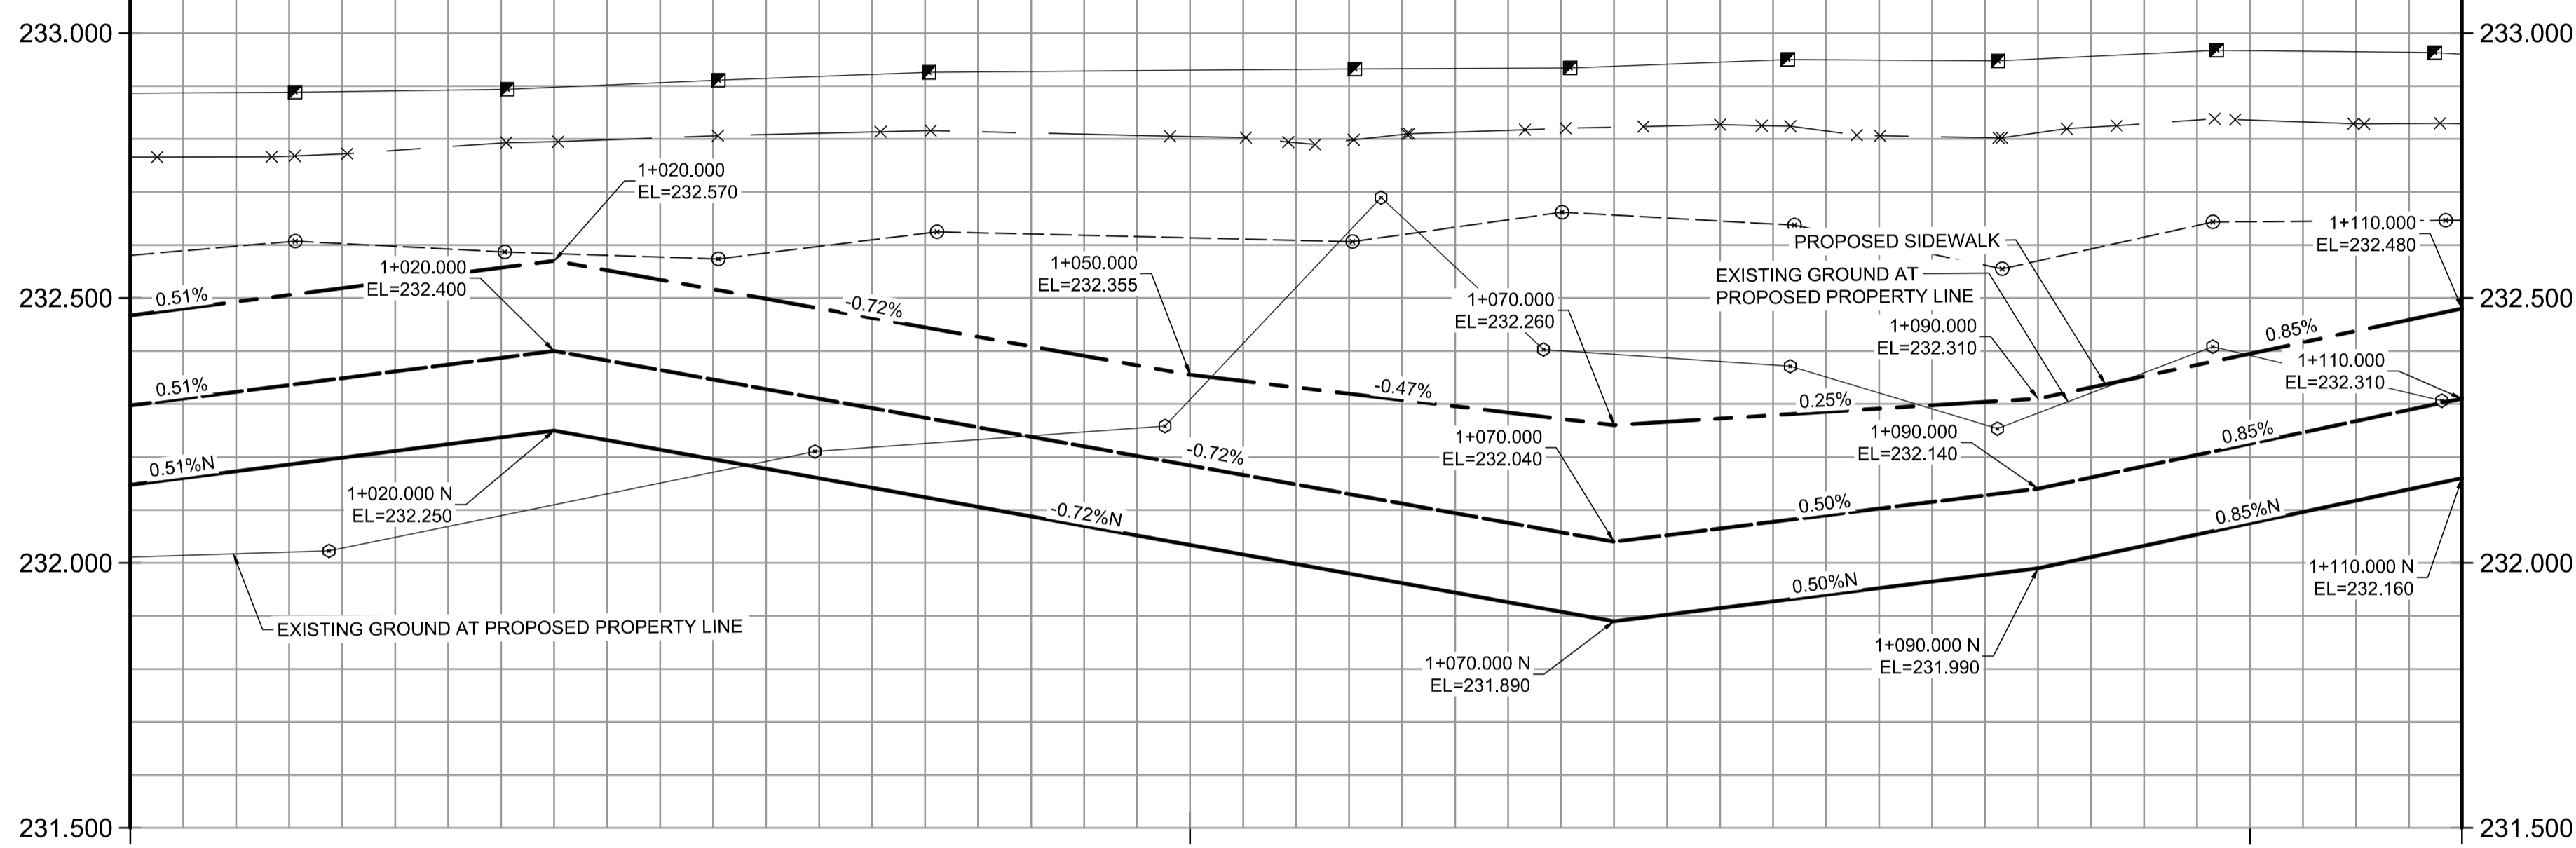 233.000
233.000
1+020.000
EL=232.570
1+110.000
EL=232.480
PROPOSED SIDEWALK
1+020.000
EL=232.400
1+050.000
EL=232.355
EXISTING GROUND AT
PROPOSED PROPERTY LINE
232.500
0.51%
-0.72%
1+070.000
EL=232.260
1+090.000
EL=232.310
0.85%
232.500
1+110.000
EL=232.310
0.51%
-0.47%
0.25%
0.51%N
-0.72%
1+070.000
EL=232.040
1+090.000
EL=232.140
0.85%
1+020.000 N
EL=232.250
-0.72%N
0.50%
0.85%N
232.000
0.50%N
232.000
1+110.000 N
EL=232.160
EXISTING GROUND AT PROPOSED PROPERTY LINE
1+070.000 N
EL=231.890
1+090.000 N
EL=231.990
231.500
231.500